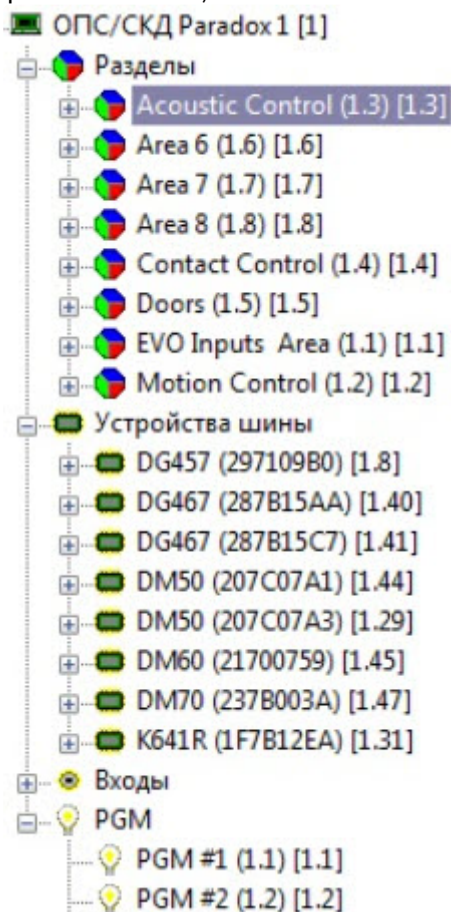 ОПС/СКД Paradox 1 [1]
Разделы
Acoustic Control (1.3) [1.3]
Area 6 (1.6) [1.6]
Area 7 (1.7) [1.7]
Area 8 (1.8) [1.8]
Contact Control (1.4) [1.4]
Doors (1.5) [1.5]
EVO Inputs Area (1.1) [1.1]
Motion Control (1.2) [1.2]
Устройства шины
DG457 (297109B0) [1.8]
DG467 (287B15AA) [1.40]
DG467 (287B15C7) [1.41]
DM50 (207C07A1) [1.44]
DM50 (207C07A3) [1.29]
DM60 (21700759) [1.45]
DM70 (237B003A) [1.47]
K641R (1F7B12EA) [1.31]
Входы
PGM
PGM #1 (1.1) [1.1]
PGM #2 (1.2) [1.2]